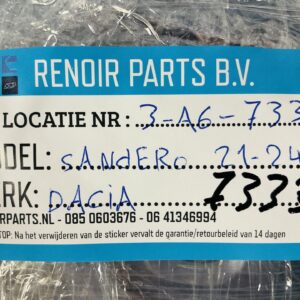 RENOIR PARTS B.V.
LOCATIE NR : 3-A6-733
DEL: SANDERO 21-24
ERK: DACIA 7333
RPARTS.NL - 085 0603676 - 06 41346994
TOP: Na het verwijderen van de sticker vervalt de garantie/retourbeleid van 14 dagen